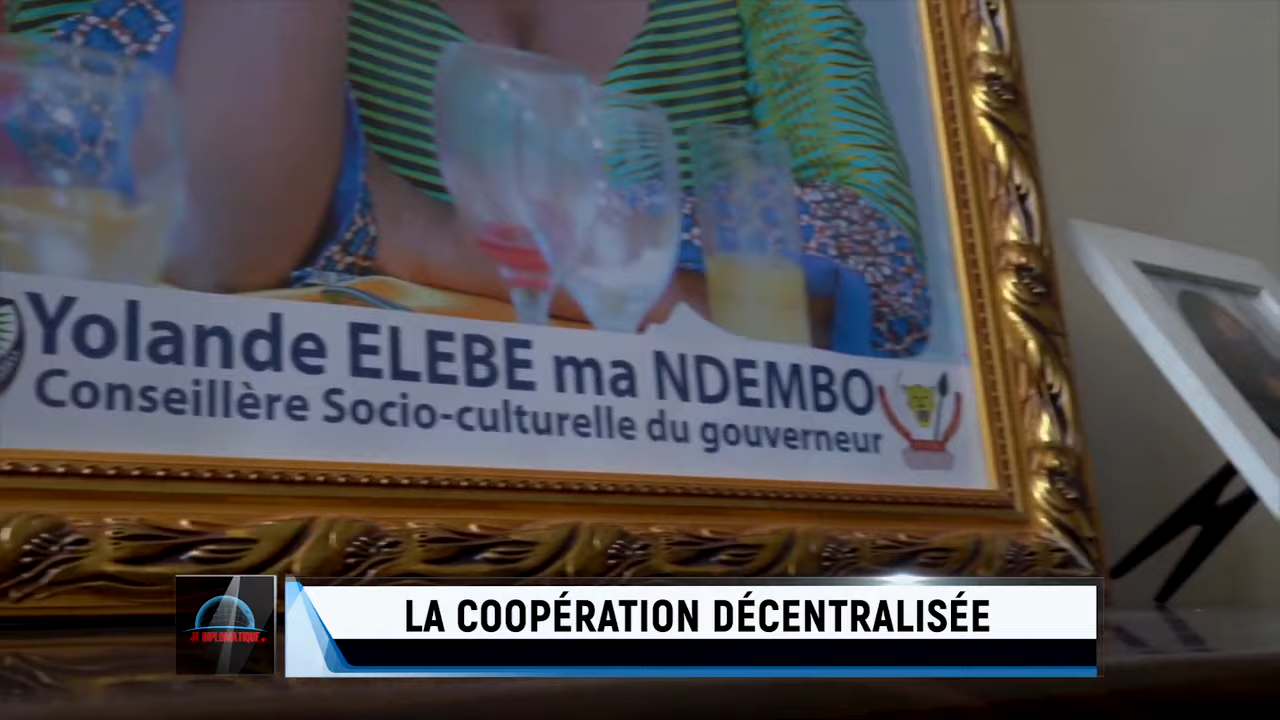 Yolande ELEBE ma NDEMBO
Conseillère Socio-culturelle du gouverneur
LA COOPÉRATION DÉCENTRALISÉE